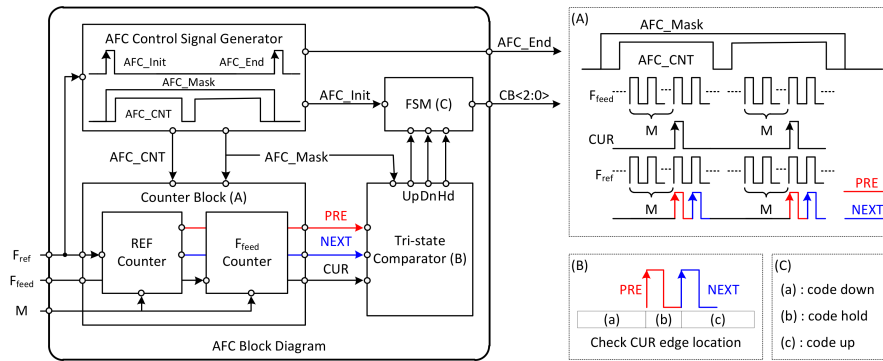 AFC Control Signal Generator
AFC_Init
AFC_End
AFC_Mask
AFC_CNT
AFC_End
AFC_Init
FSM (C)
CB<2:0>
AFC_CNT
AFC_Mask
UpDnHd
Counter Block (A)
REF Counter
Ffeed Counter
PRE
NEXT
CUR
Tri-state Comparator (B)
Fref
Ffeed
M
AFC Block Diagram
(A)
AFC_Mask
AFC_CNT
Ffeed
M
M
CUR
Fref
M
M
PRE
NEXT
(B)
PRE
NEXT
(a)
(b)
(c)
Check CUR edge location
(C)
(a) : code down
(b) : code hold
(c) : code up